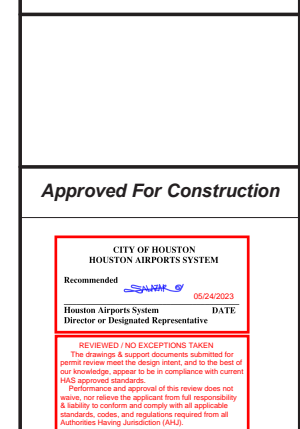 Approved For Construction
CITY OF HOUSTON
HOUSTON AIRPORTS SYSTEM
Recommended
SALAZAR
05/24/2023
Houston Airports System DATE
Director or Designated Representative
REVIEWED / NO EXCEPTIONS TAKEN
The drawings & support documents submitted for
permit review meet the design intent, and to the best of
our knowledge, appear to be in compliance with current
HAS approved standards.
Performance and approval of this review does not
waive, nor relieve the applicant from full responsibility
& liability to conform and comply with all applicable
standards, codes, and regulations required from all
Authorities Having Jurisdiction (AHJ).